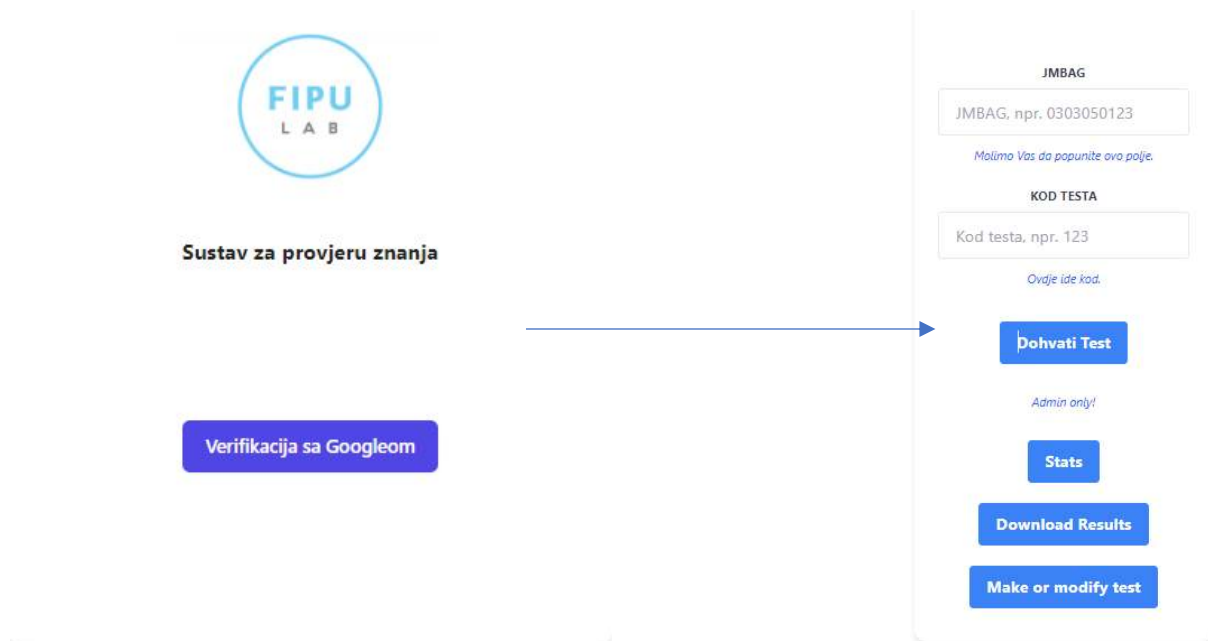 FIPU
LAB
Sustav za provjeru znanja
Verifikacija sa Googleom
JMBAG
JMBAG, npr. 0303050123
Molimo Vas da popunite ovo polje.
KOD TESTA
Kod testa, npr. 123
Ovdje ide kod.
Dohvati Test
Admin only!
Stats
Download Results
Make or modify test